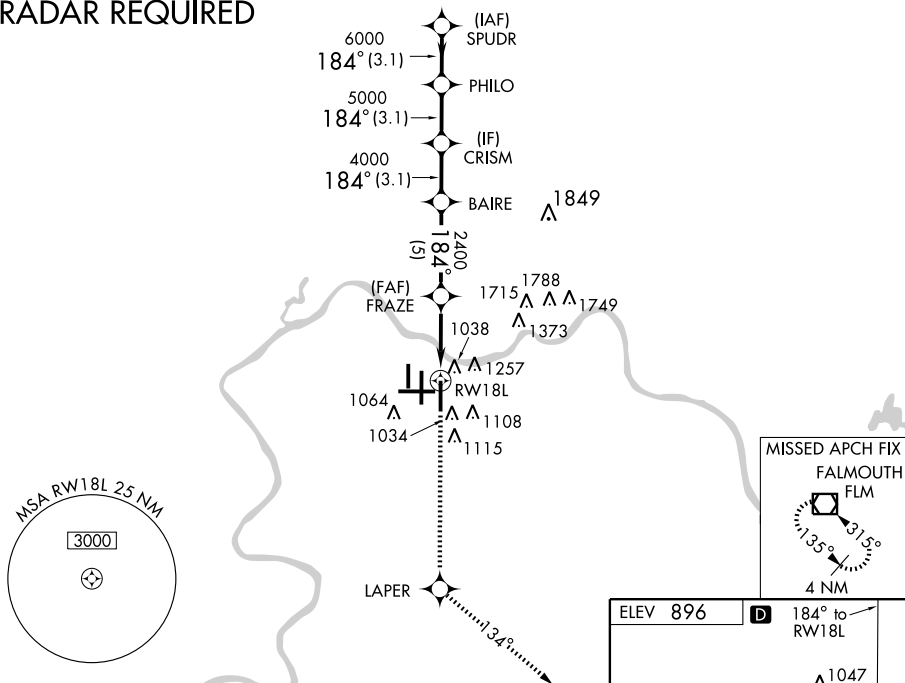 RADAR REQUIRED
(IAF)
SPUDR
6000
184° (3.1)
PHILO
5000
184° (3.1)
(IF)
CRISM
4000
184° (3.1)
BAIRE
1849
2400
184°
(5)
(FAF)
FRAZE
1715
1788
1749
1373
1038
1257
RW18L
1064
1034
1108
1115
MISSED APCH FIX
FALMOUTH
FLM
315°
135°
4 NM
MSA RW18L 25 NM
3000
LAPER
134°
ELEV 896
D
184° to
RW18L
1047